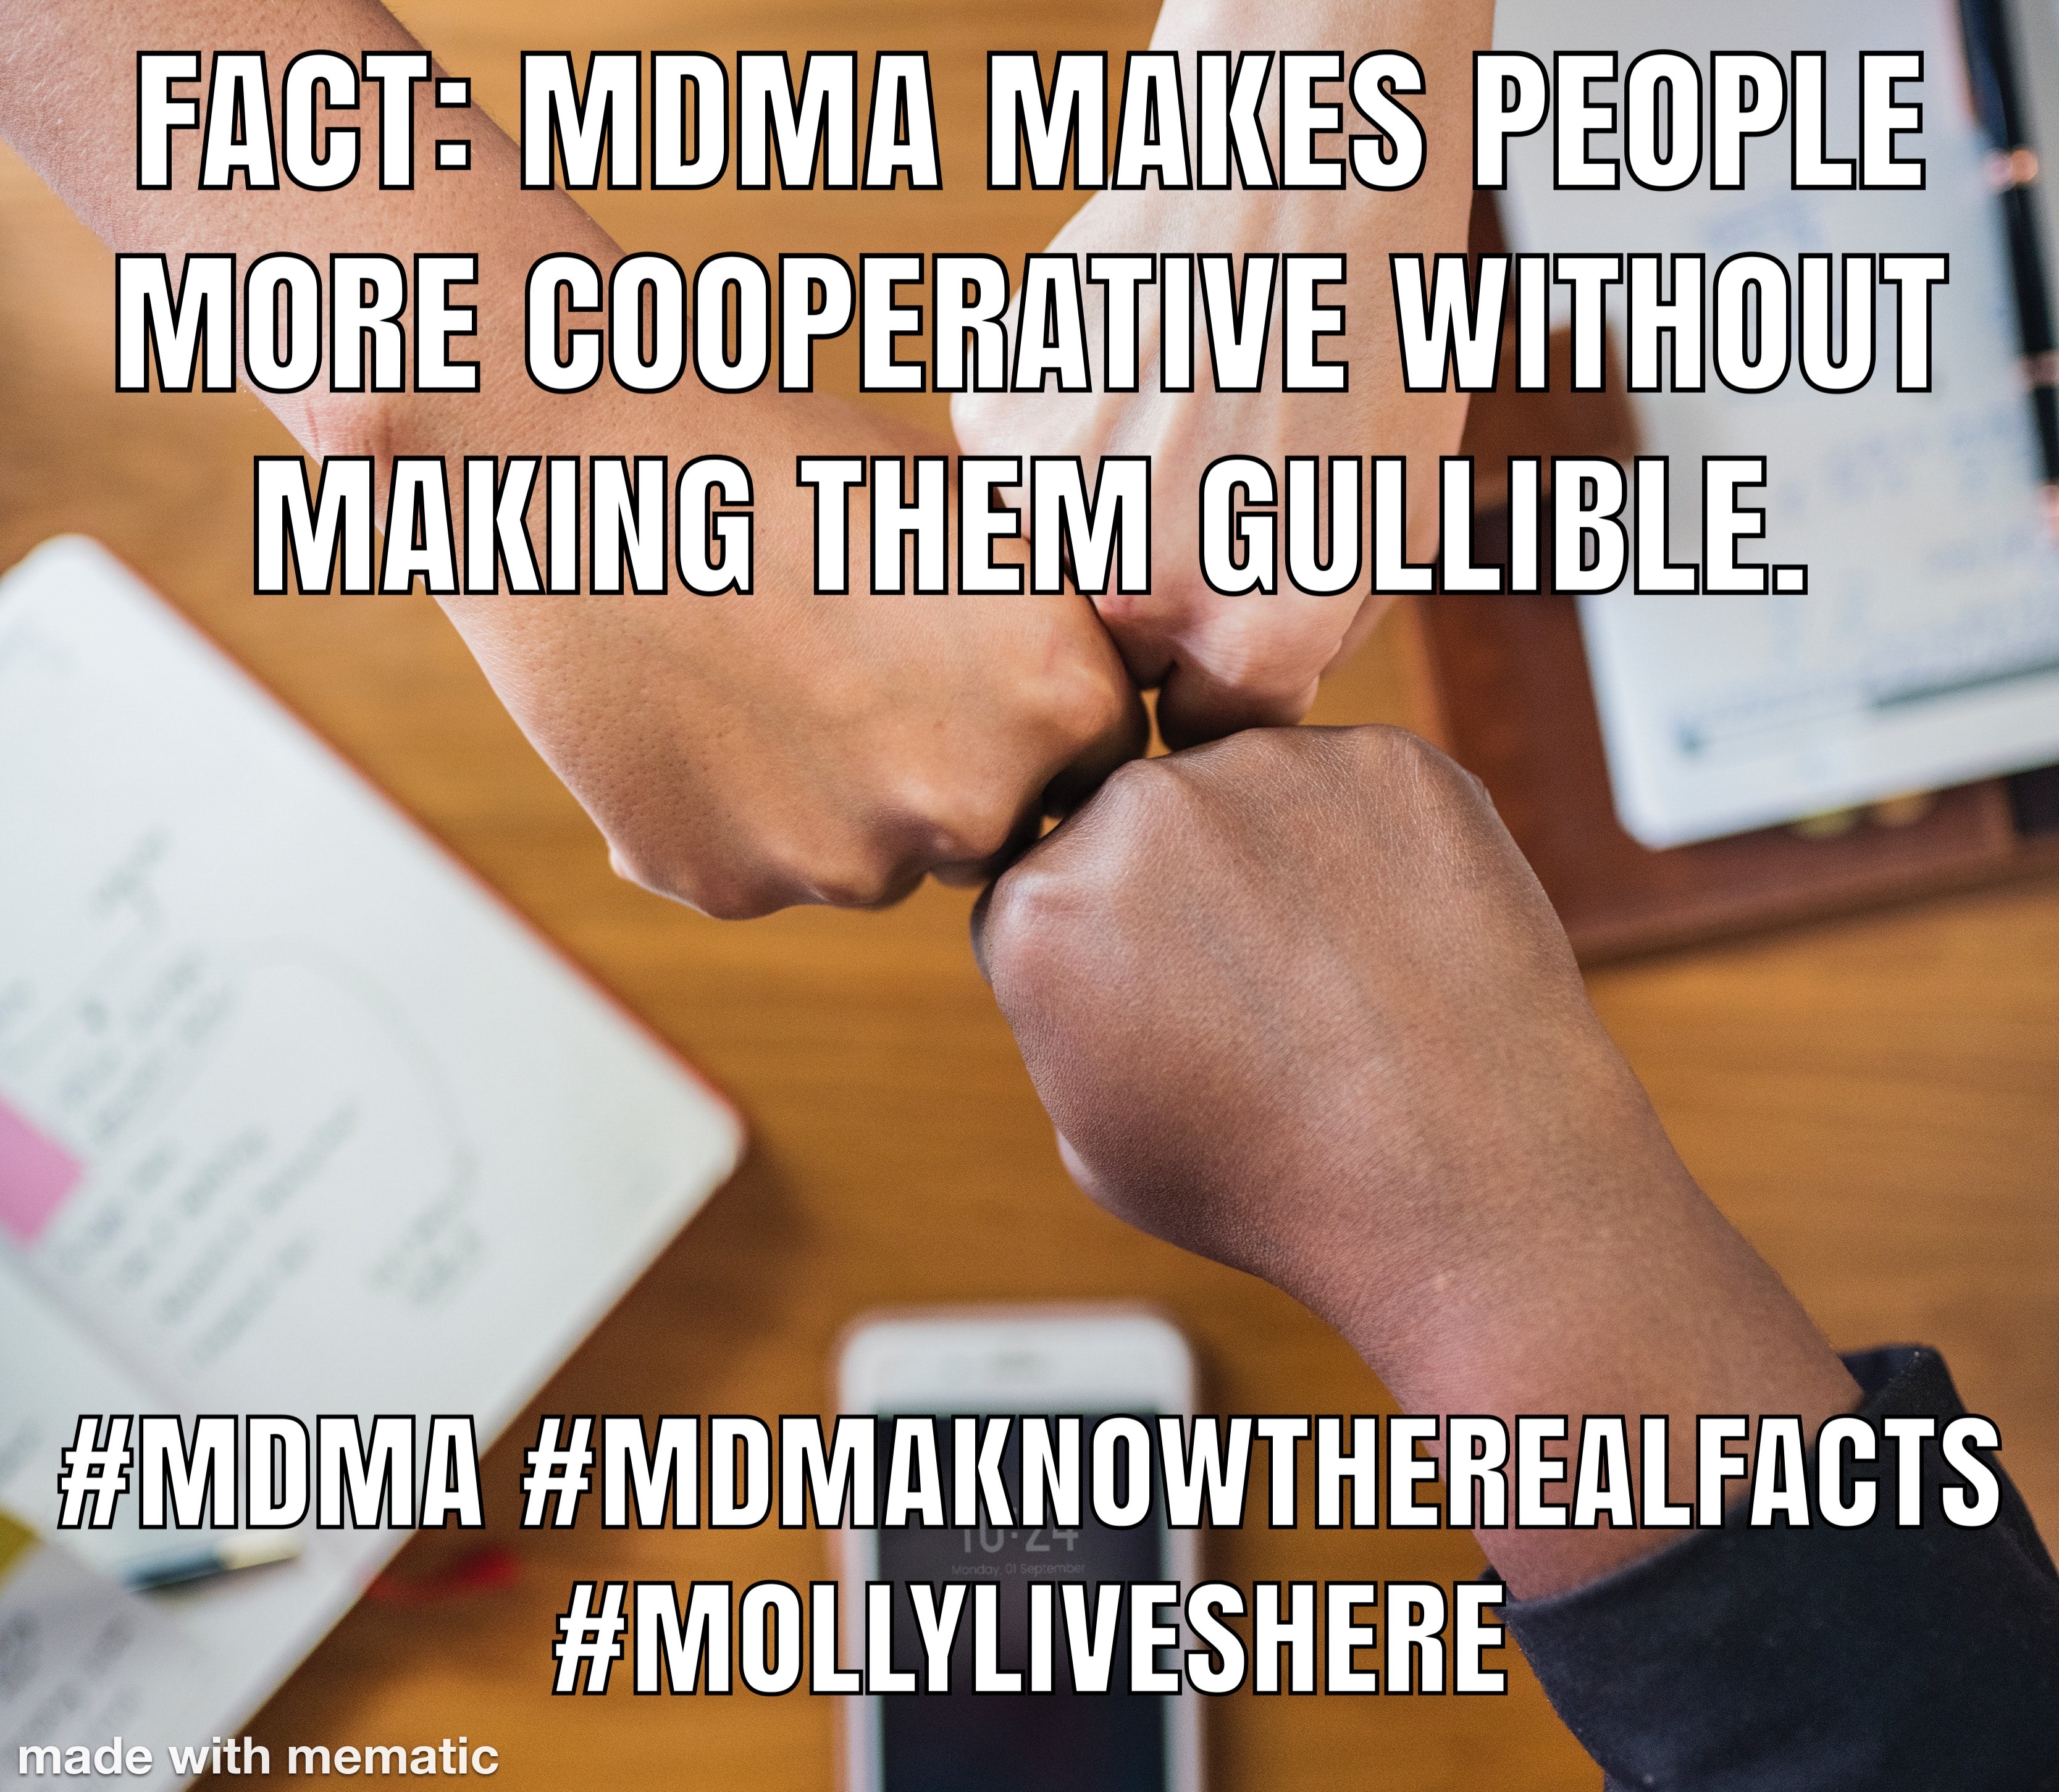 FACT: MDMA MAKES PEOPLE
MORE COOPERATIVE WITHOUT
MAKING THEM GULLIBLE.
#MDMA #MDMAKNOWTHEREALFACTS
16:24
Monday, 01 September
#MOLLYLIVESHERE
made with mematic